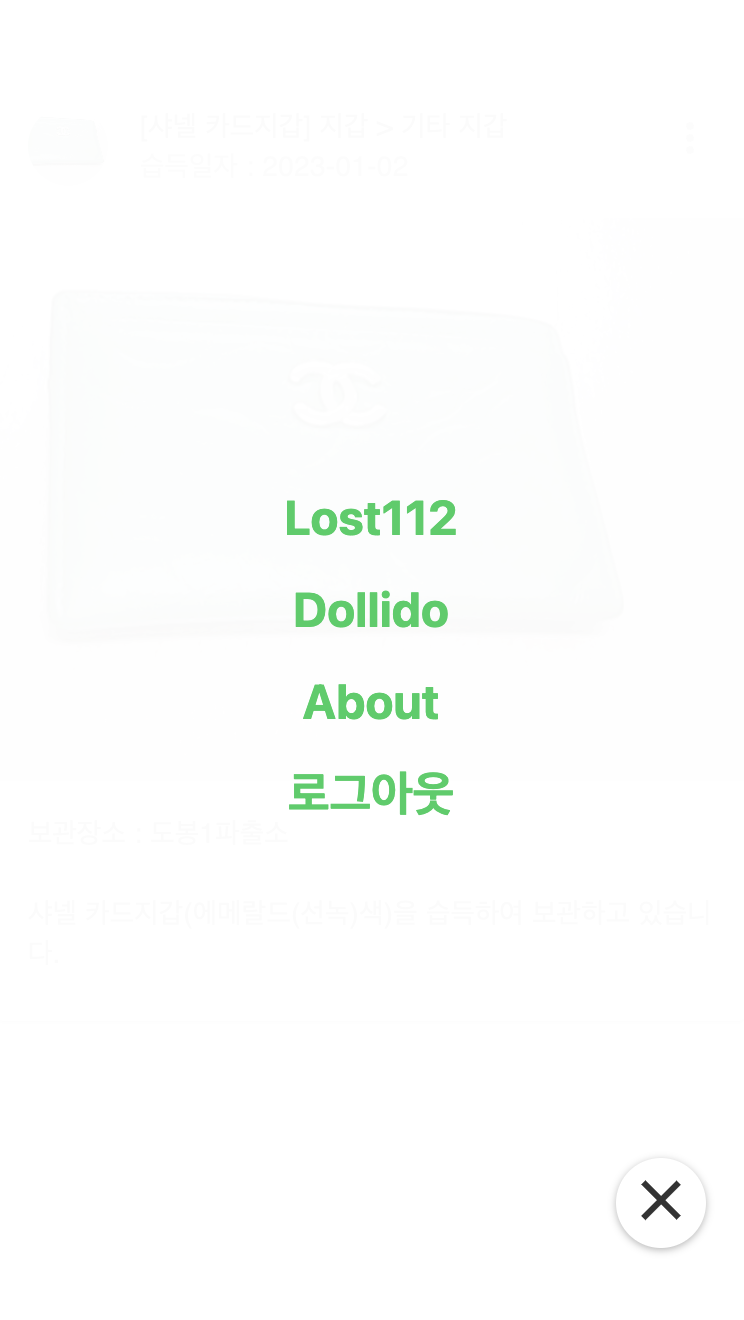 [샤넬 카드지갑] 지갑 > 기타 지갑
습득일자 : 2023-01-02
Lost112
Dollido
About
로그아웃
보관장소 : 도봉1파출소
샤넬 카드지갑(에메랄드(선녹)색)을 습득하여 보관하고 있습니
다.